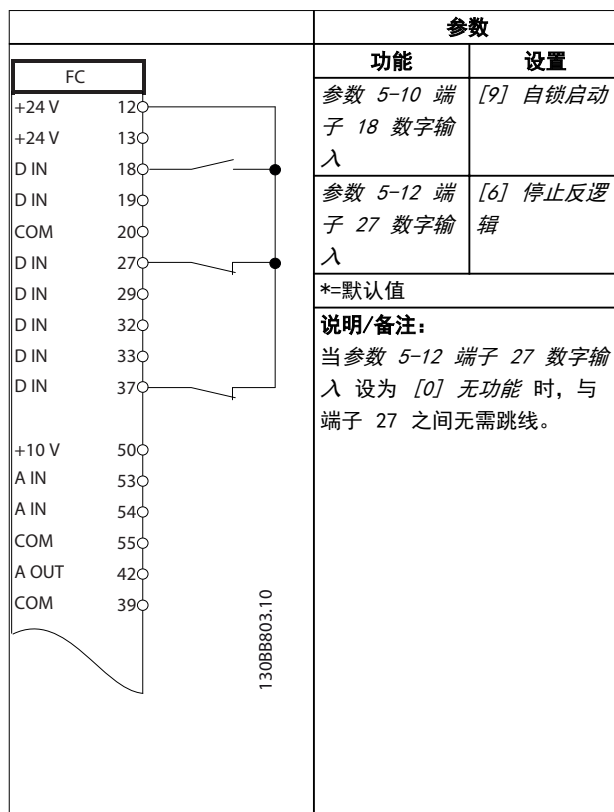 FC
+24 V 12
+24 V 13
D IN 18
D IN 19
COM 20
D IN 27
D IN 29
D IN 32
D IN 33
D IN 37
+10 V 50
A IN 53
A IN 54
COM 55
A OUT 42
COM 39
130BB803.10
参数
功能 设置
参数 5-10 端
子 18 数字输
入
[9] 自锁启动
参数 5-12 端
子 27 数字输
入
[6] 停止反逻
辑
*=默认值
说明/备注:
当参数 5-12 端子 27 数字输
入 设为 [0] 无功能 时, 与
端子 27 之间无需跳线。